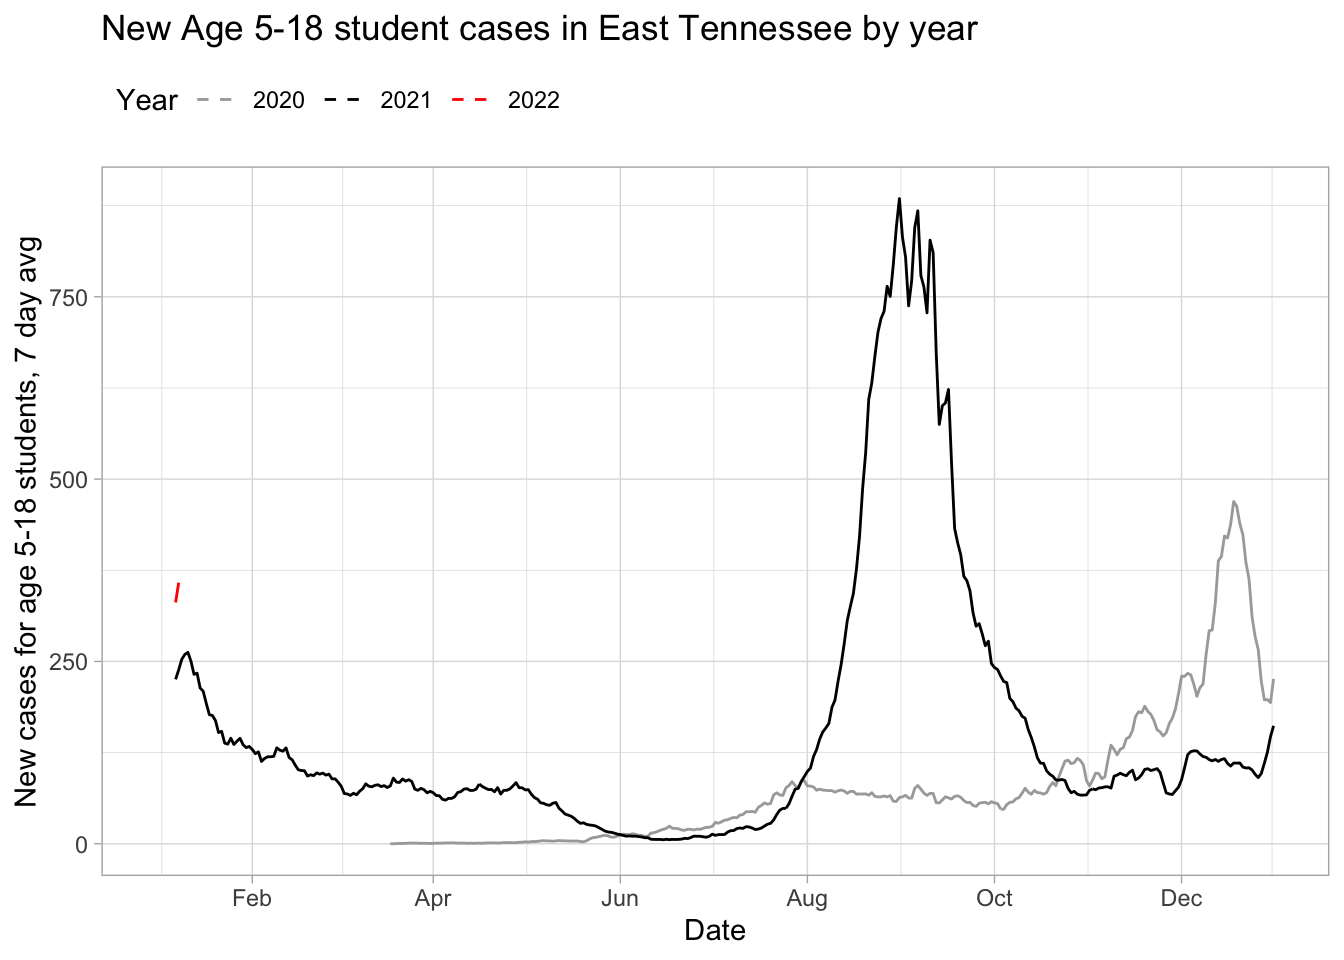 New Age 5-18 student cases in East Tennessee by year
Year 2020 2021 2022
New cases for age 5-18 students, 7 day avg
750
500
250
0
Feb Apr Jun Aug Oct Dec
Date